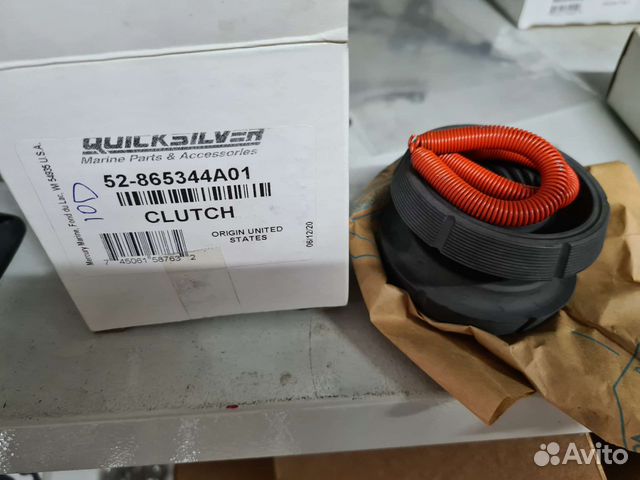 QUICKSILVER
Marine Parts & Accessories
52-865344A01
CLUTCH
ORIGIN UNITED
STATES
7 45061 58763 2
06/12/20
Mercury Marine, Fond du Lac, WI 54935 U.S.A.
Avito